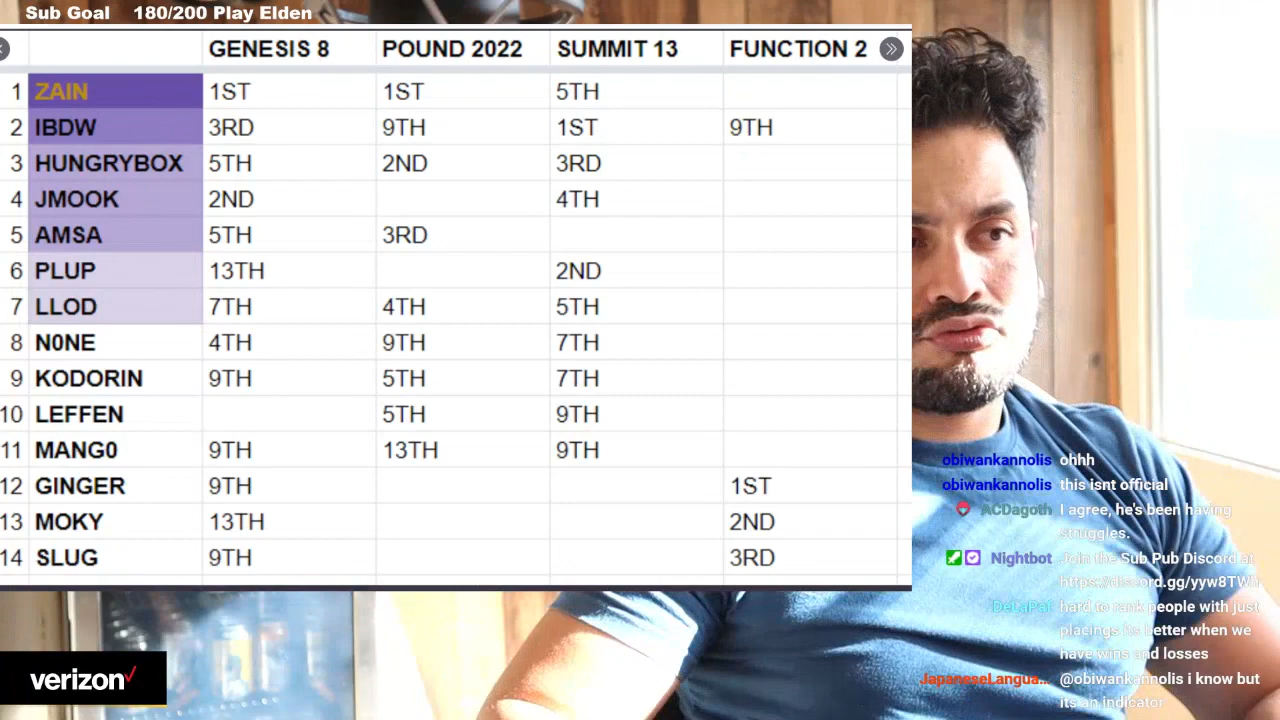 Sub Goal 180/200 Play Elden
GENESIS 8 POUND 2022 SUMMIT 13 FUNCTION 2
1 ZAIN 1ST 1ST 5TH
2 IBDW 3RD 9TH 1ST 9TH
3 HUNGRYBOX 5TH 2ND 3RD
4 JMOOK 2ND 4TH
5 AMSA 5TH 3RD
6 PLUP 13TH 2ND
7 LLOD 7TH 4TH 5TH
8 N0NE 4TH 9TH 7TH
9 KODORIN 9TH 5TH 7TH
10 LEFFEN 5TH 9TH
11 MANG0 9TH 13TH 9TH
12 GINGER 9TH 1ST
13 MOKY 13TH 2ND
14 SLUG 9TH 3RD
obiwankannolis ohhh
obiwankannolis this isnt official
ACDagoth I agree, he's been having
struggles.
Nightbot Join the Sub Pub Discord at
https://discord.gg/yyw8TWh
DeLaPaf hard to rank people with just
placings its better when we
have wins and losses
JapaneseLangua... @obiwankannolis i know but
its an indicator
verizon